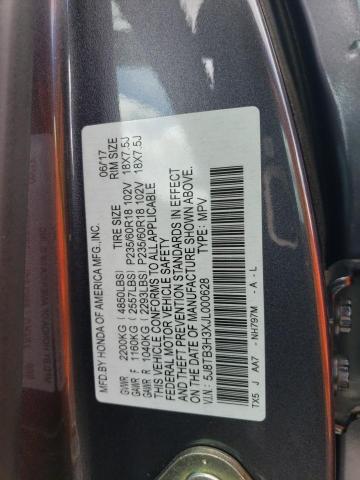 MFD.BY HONDA OF AMERICA MFG.,INC. 06/17
TIRE SIZE RIM SIZE
GVWR 2200KG (4850LBS) P235/60R18 102V 18X7.5J
GAWR F 1160KG (2557LBS) P235/60R18 102V 18X7.5J
GAWR R 1040KG (2293LBS)
THIS VEHICLE CONFORMS TO ALL APPLICABLE
FEDERAL MOTOR VEHICLE SAFETY STANDARDS IN EFFECT
ON THE DATE OF MANUFACTURE SHOWN ABOVE.
V.I.N.: 5J8TB3H3XJL000628 TYPE: MPV
TX5 J AA7 NH797M - A - L